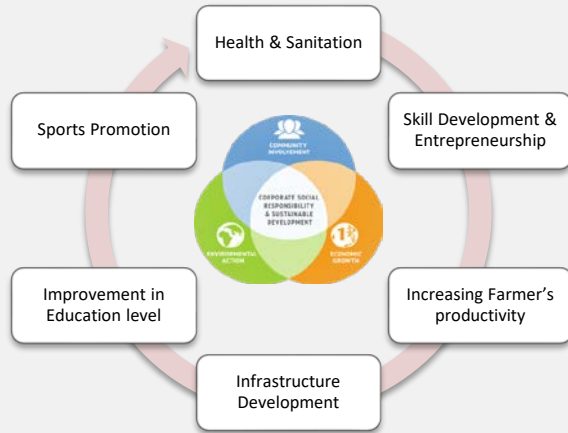 Health & Sanitation
Sports Promotion
Skill Development &
Entrepreneurship
COMMUNITY
INVOLVEMENT
CORPORATE SOCIAL
RESPONSIBILITY
& SUSTAINABLE
DEVELOPMENT
ENVIRONMENTAL
ACTION
ECONOMIC
GROWTH
Improvement in
Education level
Increasing Farmer’s
productivity
Infrastructure
Development